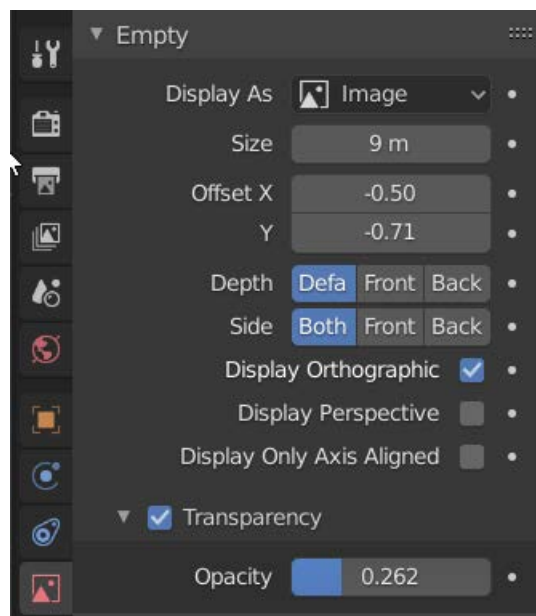 Empty
Display As Image
Size 9 m
Offset X -0.50
Y -0.71
Depth Defa Front Back
Side Both Front Back
Display Orthographic
Display Perspective
Display Only Axis Aligned
Transparency
Opacity 0.262